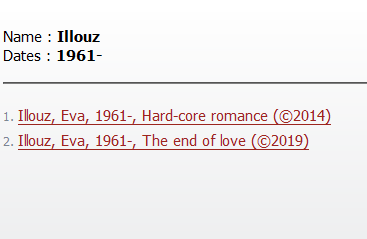 Name : Illouz
Dates : 1961-
1. Illouz, Eva, 1961-, Hard-core romance (©2014)
2. Illouz, Eva, 1961-, The end of love (©2019)